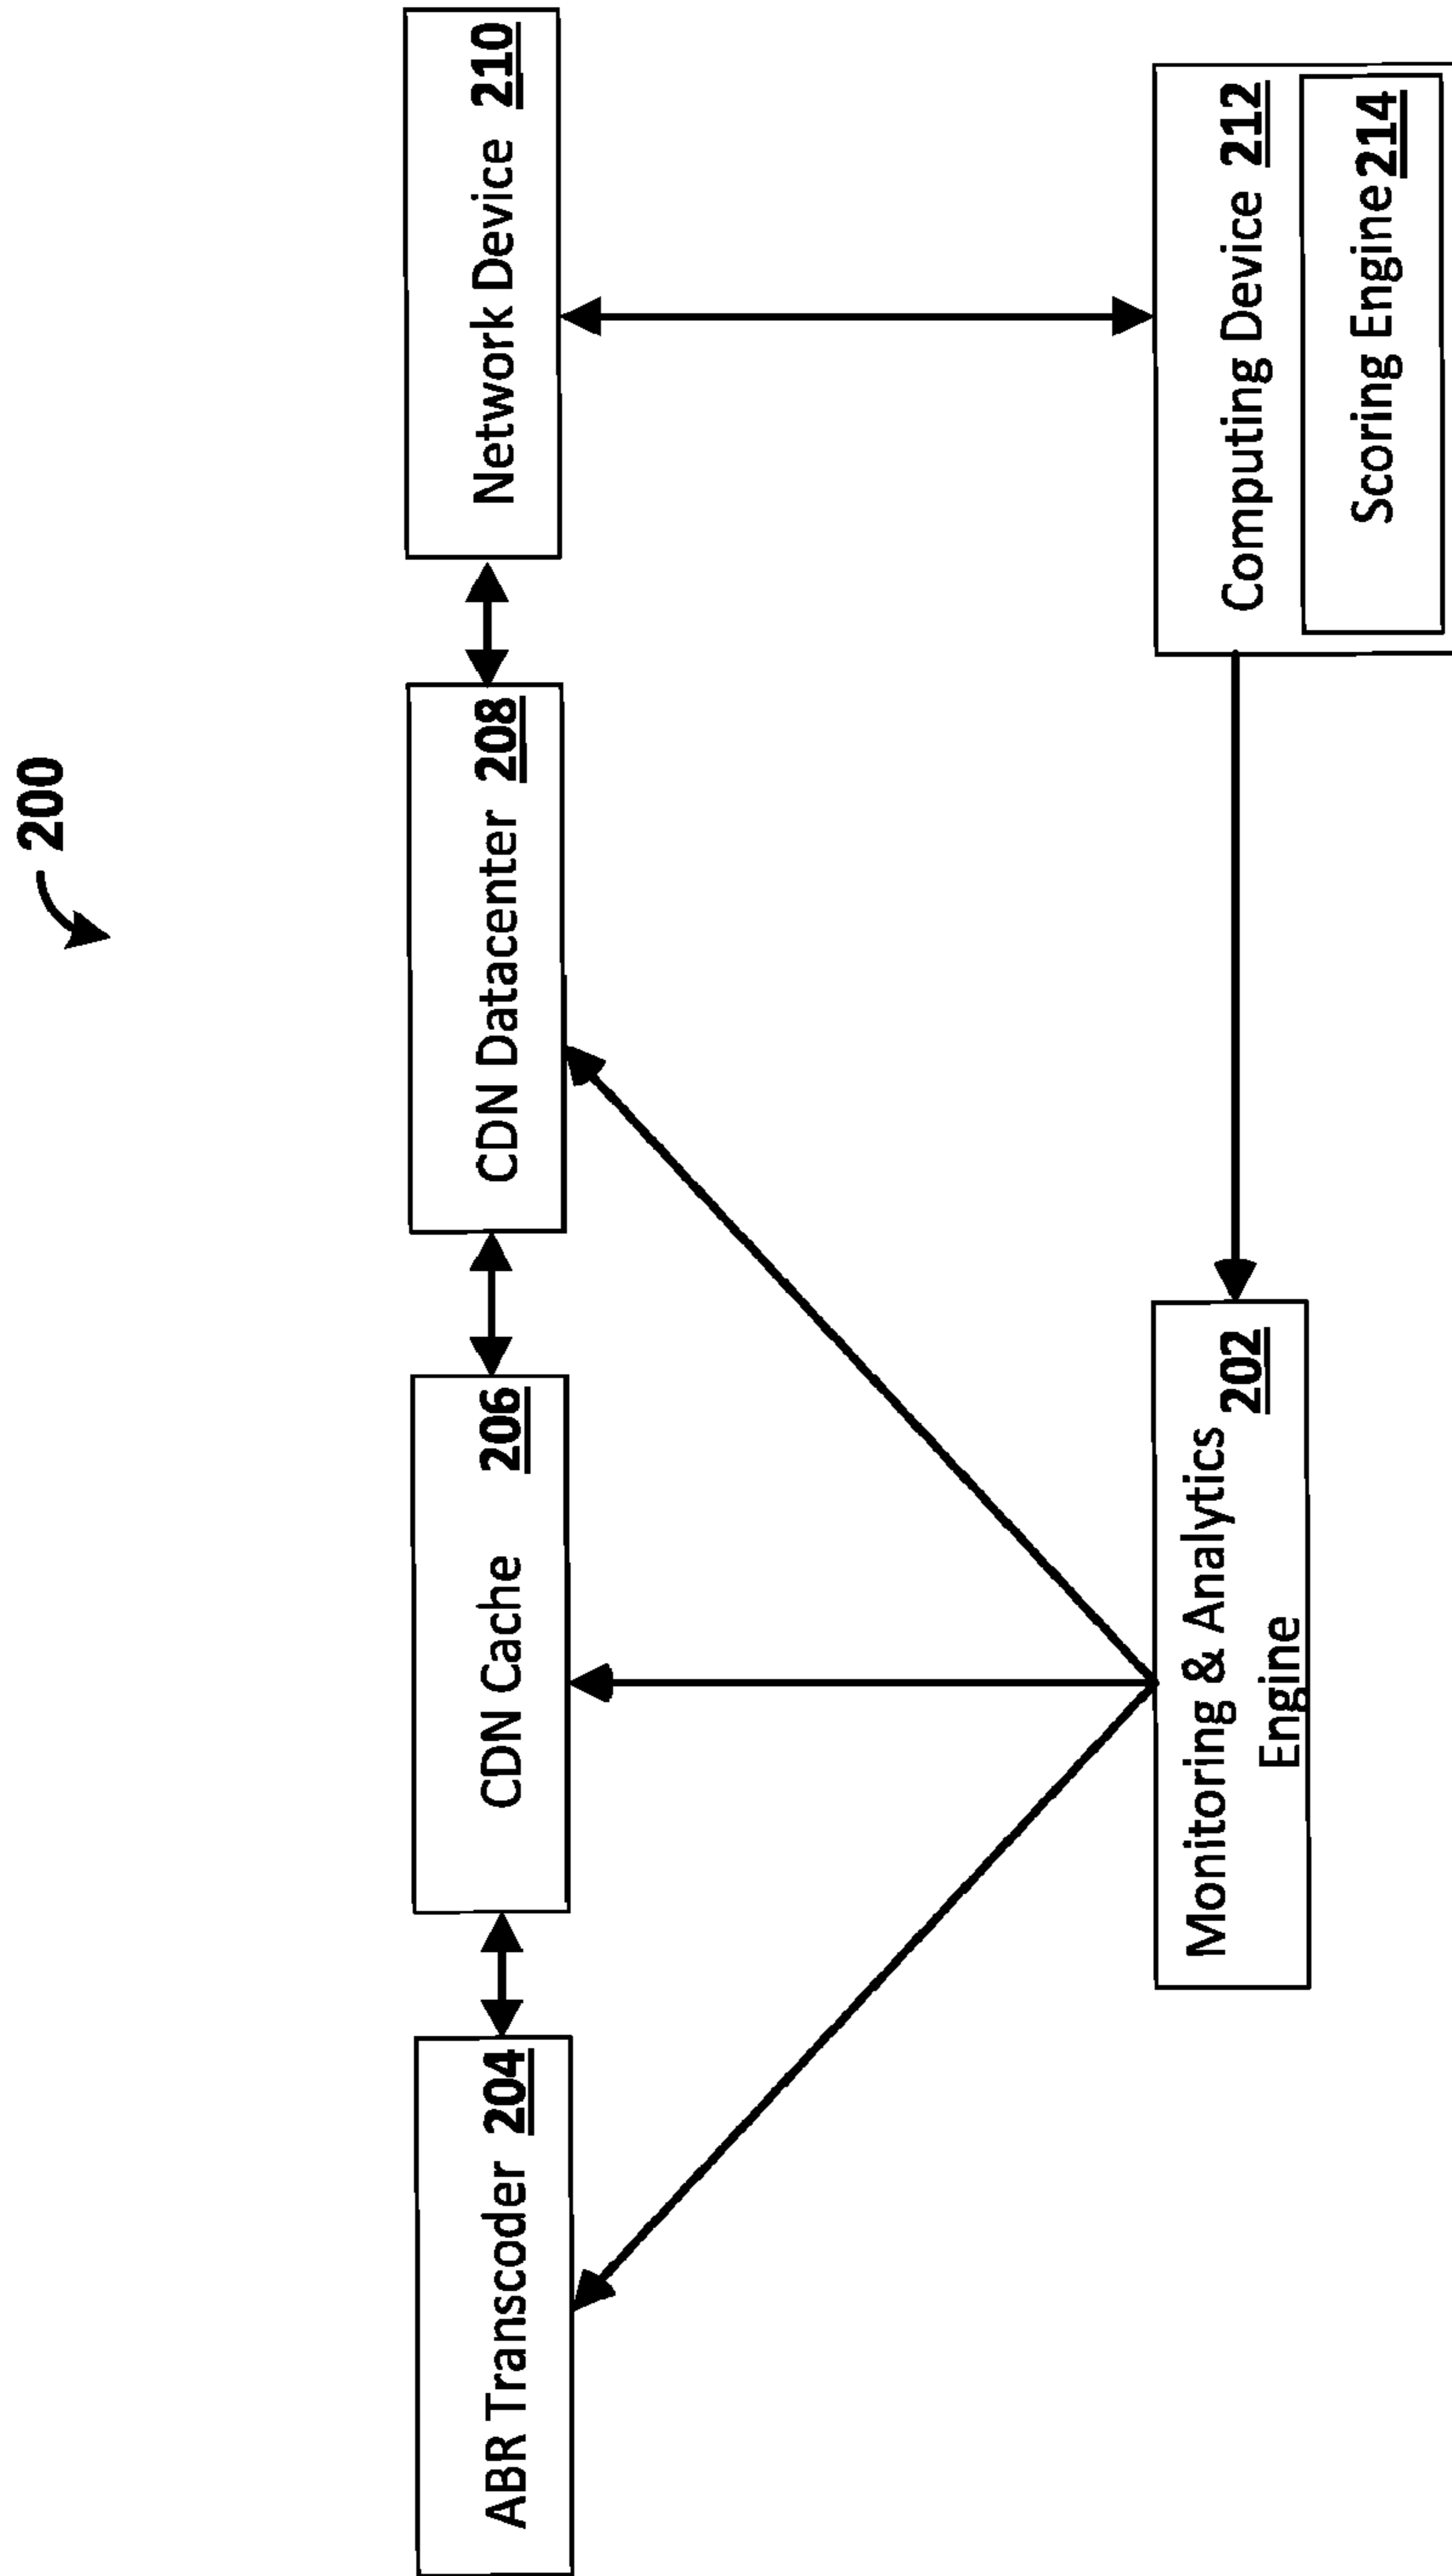 200
ABR Transcoder 204
CDN Cache 206
CDN Datacenter 208
Network Device 210
Monitoring & Analytics 202
Engine
Computing Device 212
Scoring Engine 214